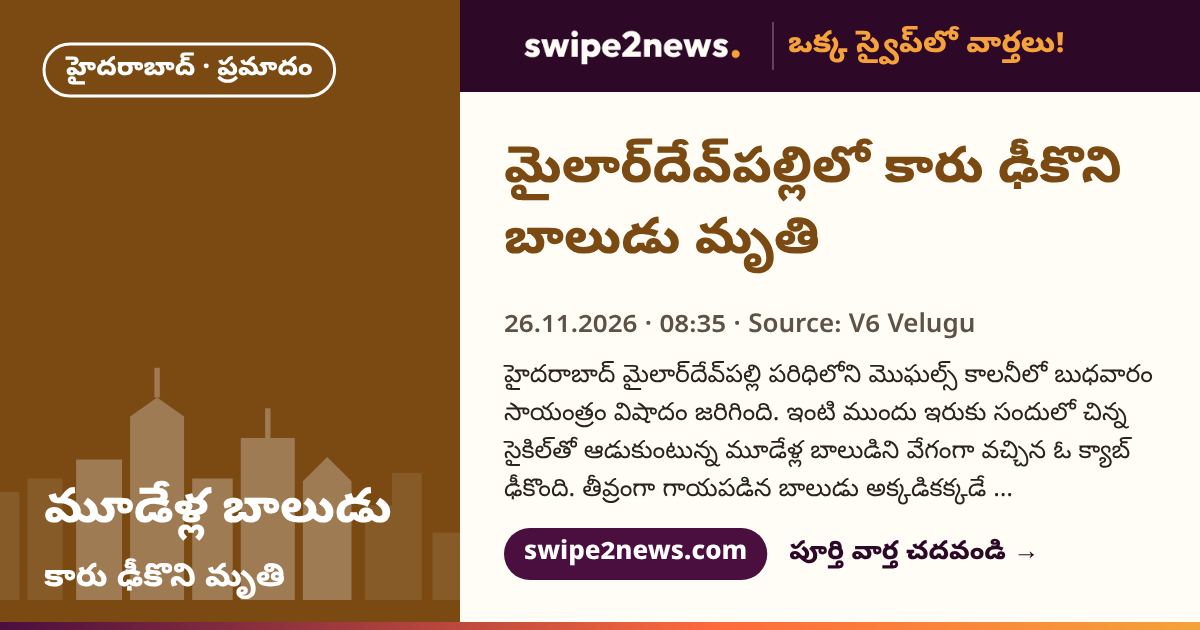 హైదరాబాద్ · ప్రమాదం
మూడేళ్ల బాలుడు
కారు ఢీకొని మృతి
swipe2news.
ఒక్క స్వైప్‌లో వార్తలు!
మైలార్‌దేవ్‌పల్లిలో కారు ఢీకొని
బాలుడు మృతి
26.11.2026 · 08:35 · Source: V6 Velugu
హైదరాబాద్ మైలార్‌దేవ్‌పల్లి పరిధిలోని మొఘల్స్ కాలనీలో బుధవారం
సాయంత్రం విషాదం జరిగింది. ఇంటి ముందు ఇరుకు సందులో చిన్న
సైకిల్‌తో ఆడుకుంటున్న మూడేళ్ల బాలుడిని వేగంగా వచ్చిన ఓ క్యాబ్
ఢీకొంది. తీవ్రంగా గాయపడిన బాలుడు అక్కడికక్కడే ...
swipe2news.com
పూర్తి వార్త చదవండి →